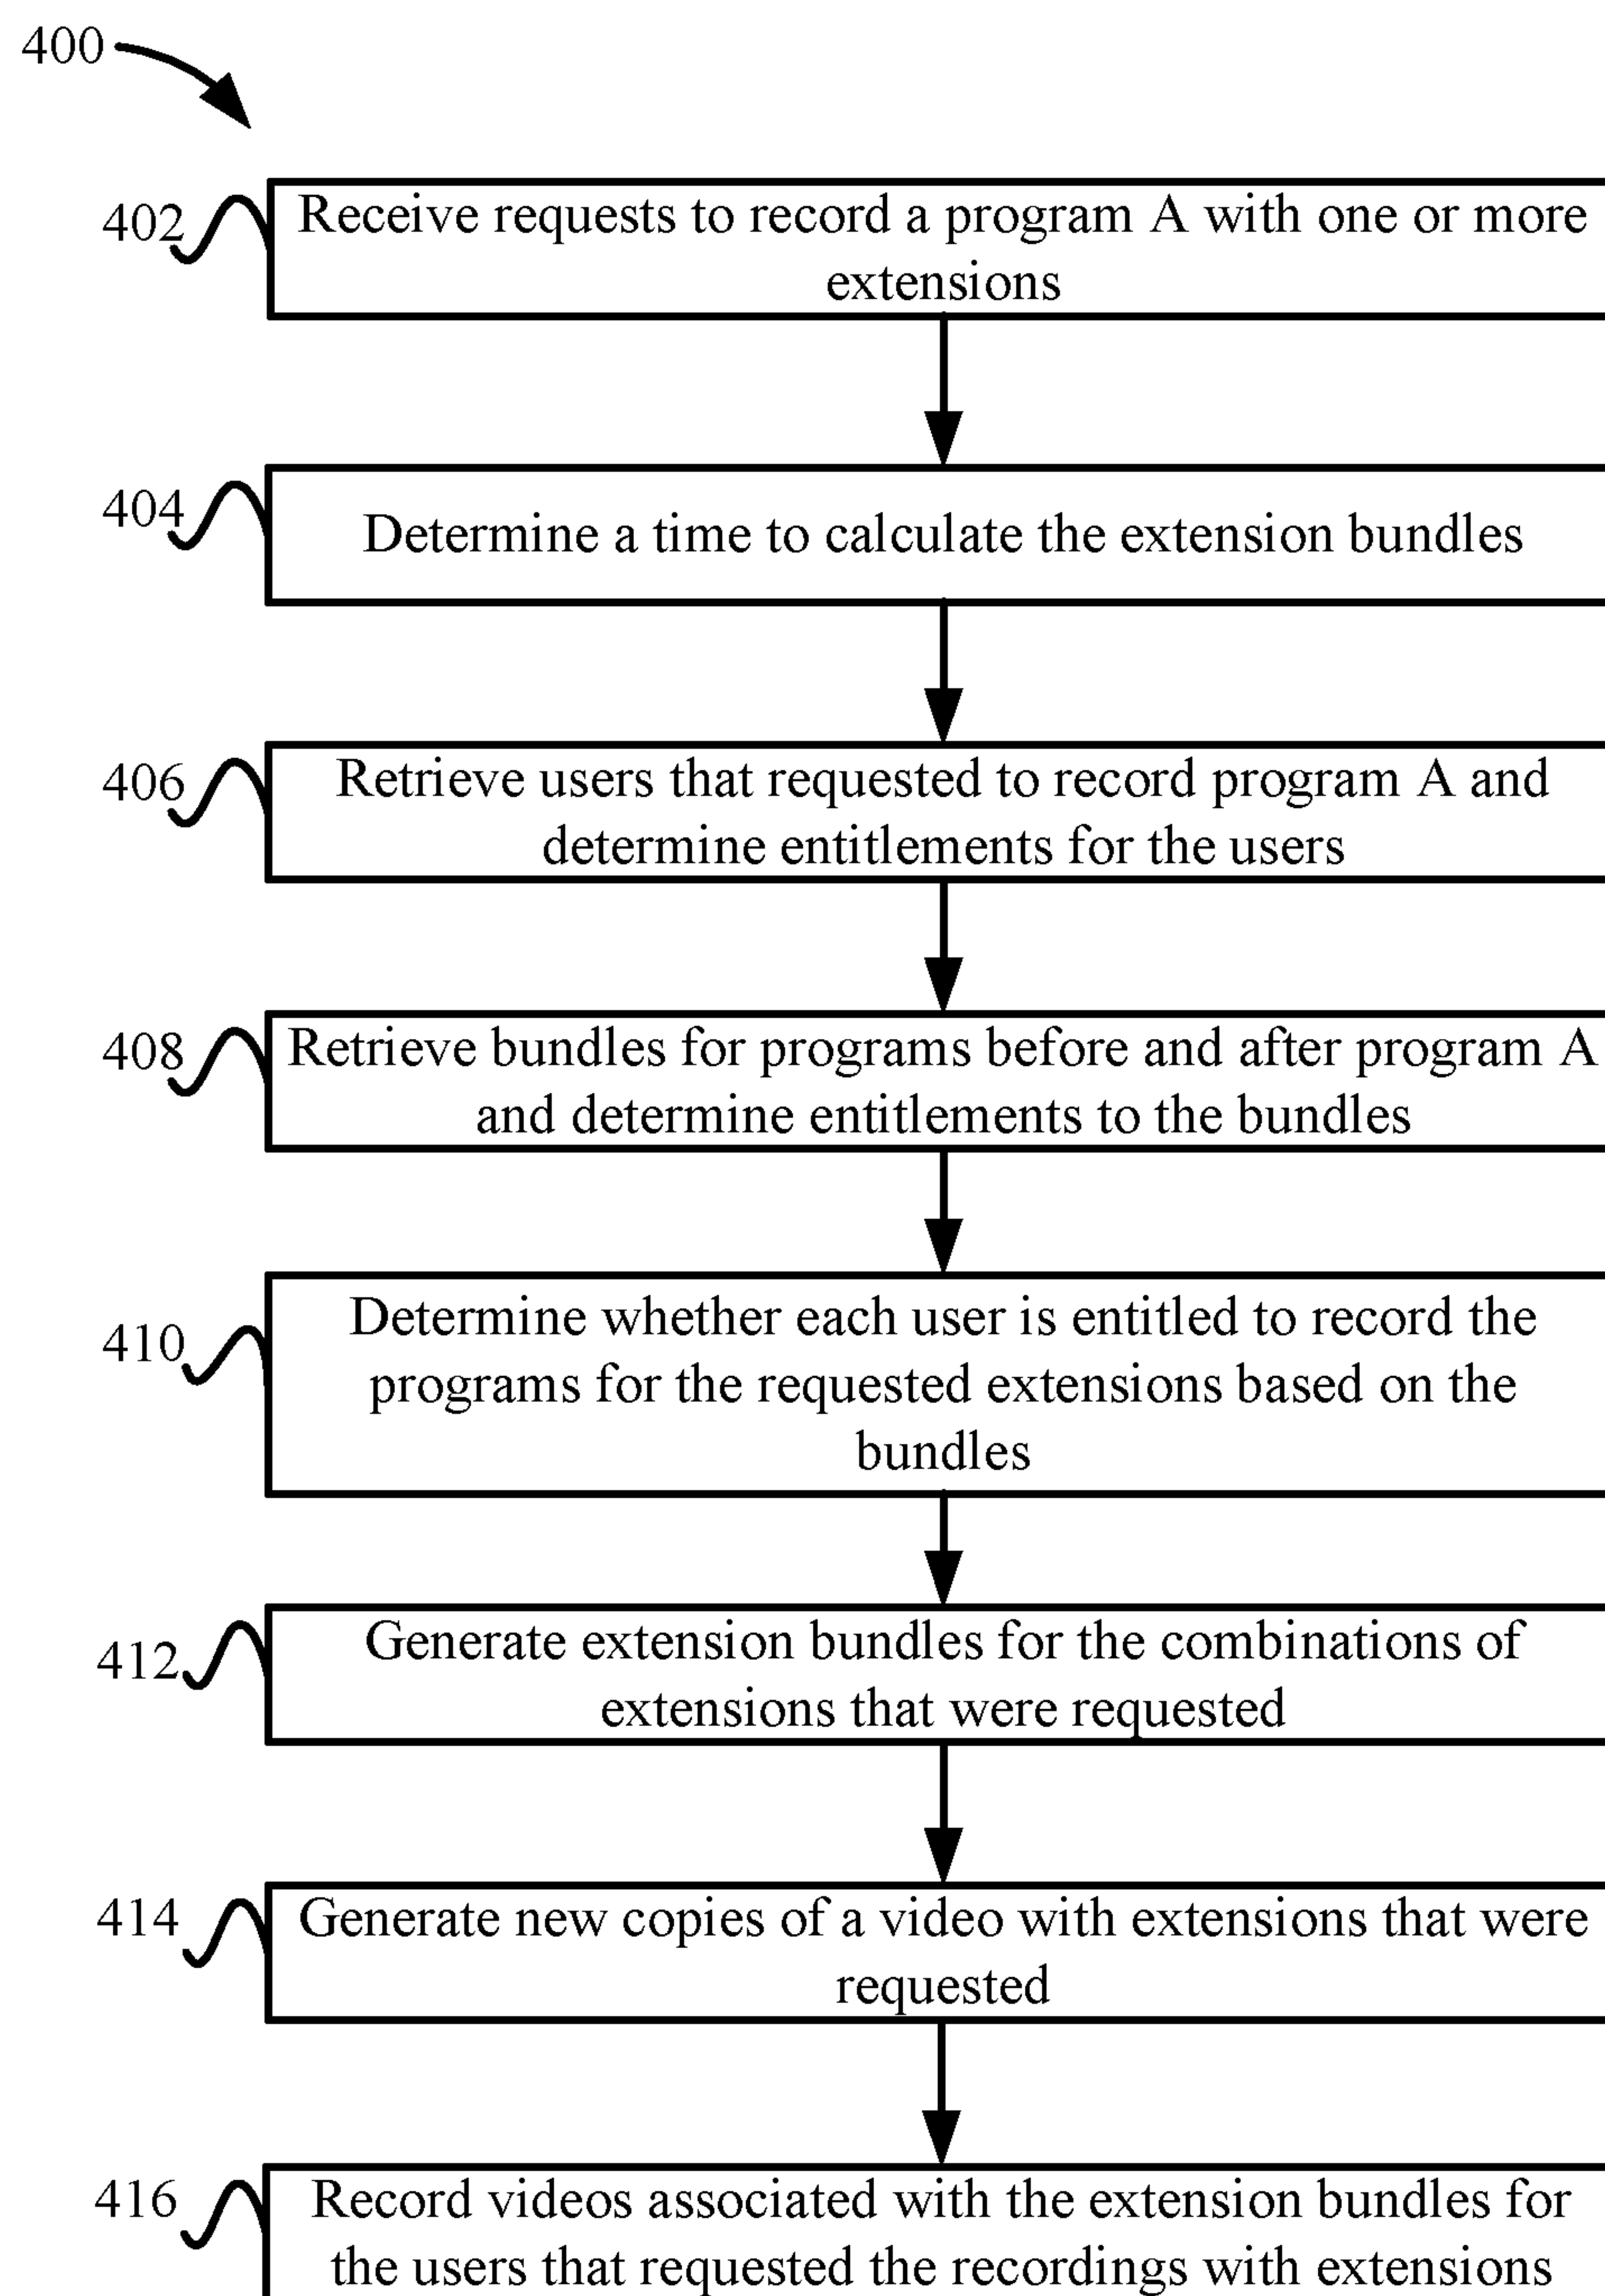 400
402
Receive requests to record a program A with one or more
extensions
404
Determine a time to calculate the extension bundles
406
Retrieve users that requested to record program A and
determine entitlements for the users
408
Retrieve bundles for programs before and after program A
and determine entitlements to the bundles
410
Determine whether each user is entitled to record the
programs for the requested extensions based on the
bundles
412
Generate extension bundles for the combinations of
extensions that were requested
414
Generate new copies of a video with extensions that were
requested
416
Record videos associated with the extension bundles for
the users that requested the recordings with extensions